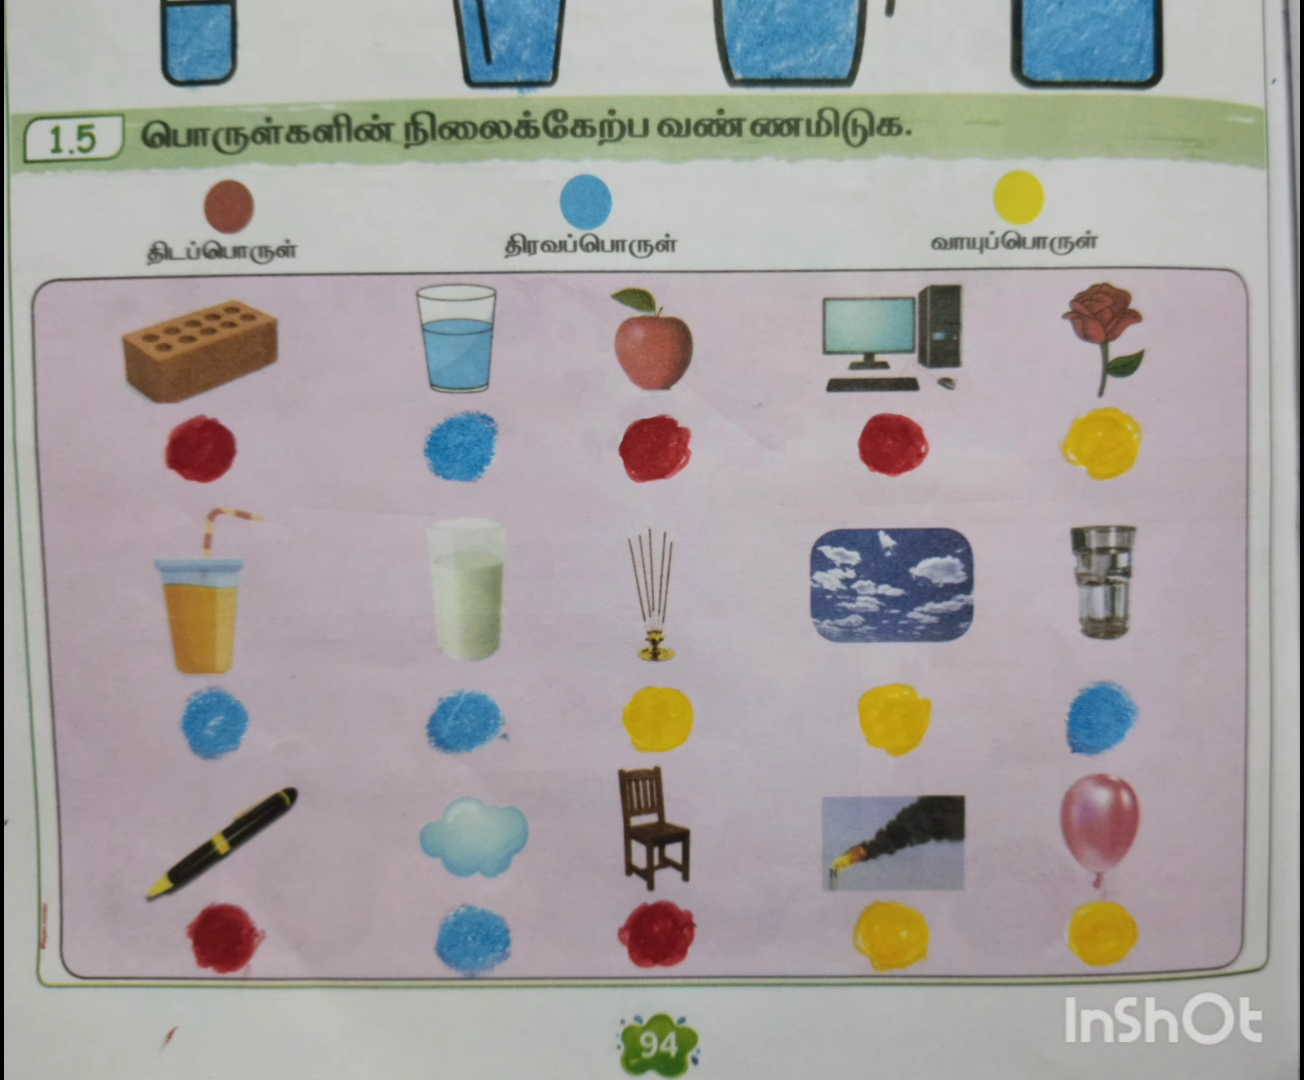 1.5 பொருள்களின் நிலைக்கேற்ப வண்ணமிடுக.
திடப்பொருள் திரவப்பொருள் வாயுப்பொருள்
94
InShOt